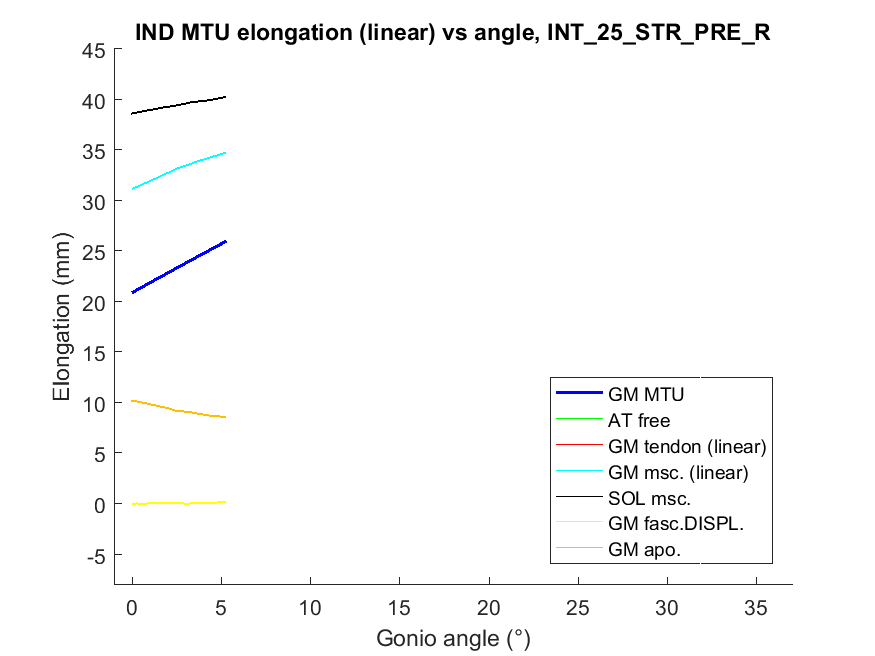 IND MTU elongation (linear) vs angle, INT_25_STR_PRE_R
45
40
35
30
25
20
15
10
5
0
-5
Elongation (mm)
GM MTU
AT free
GM tendon (linear)
GM msc. (linear)
SOL msc.
GM fasc.DISPL.
GM apo.
0 5 10 15 20 25 30 35
Gonio angle (°)